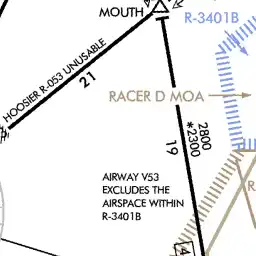 MOUTH
R-3401B
HOOSIER R-053 UNUSABLE
21
RACER D MOA
2800
*2300
19
AIRWAY V53
EXCLUDES THE
AIRSPACE WITHIN
R-3401B
4